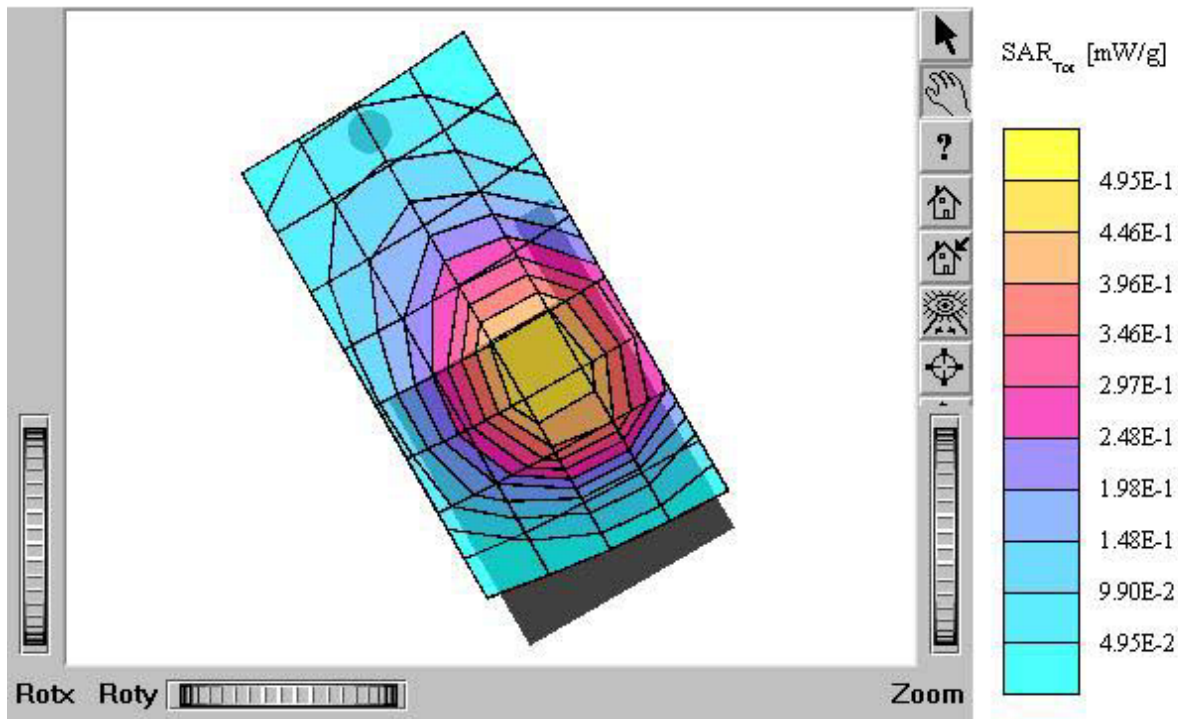 SAR_Tot [mW/g]
?
4.95E-1
4.46E-1
3.96E-1
3.46E-1
2.97E-1
2.48E-1
1.98E-1
1.48E-1
9.90E-2
4.95E-2
Rotx Roty Zoom